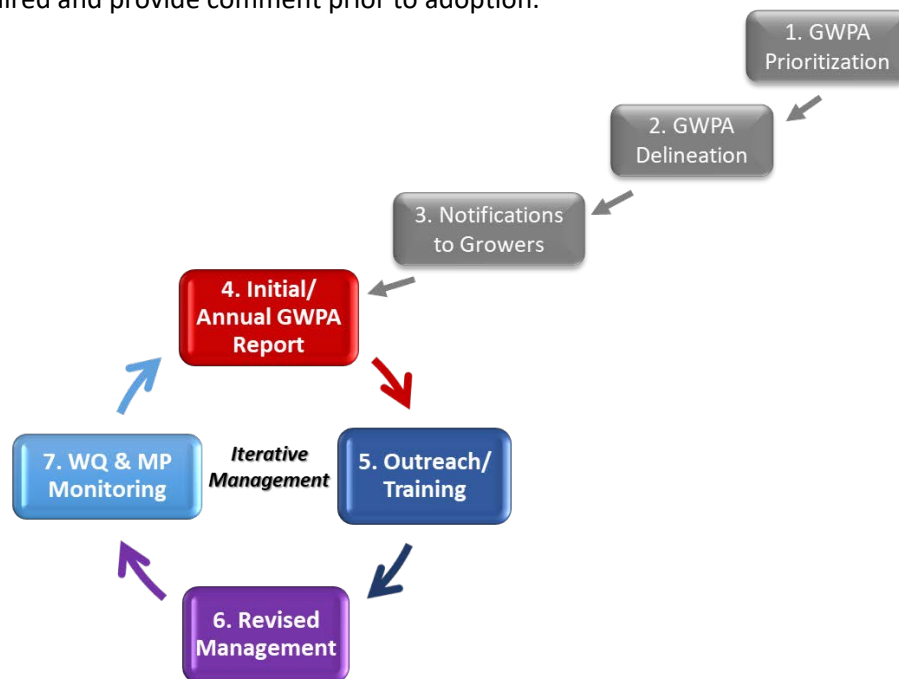 ired and provide comment prior to adoption.
1. GWPA
Prioritization
2. GWPA
Delineation
3. Notifications
to Growers
4. Initial/
Annual GWPA
Report
Iterative
Management
7. WQ & MP
Monitoring
5. Outreach/
Training
6. Revised
Management